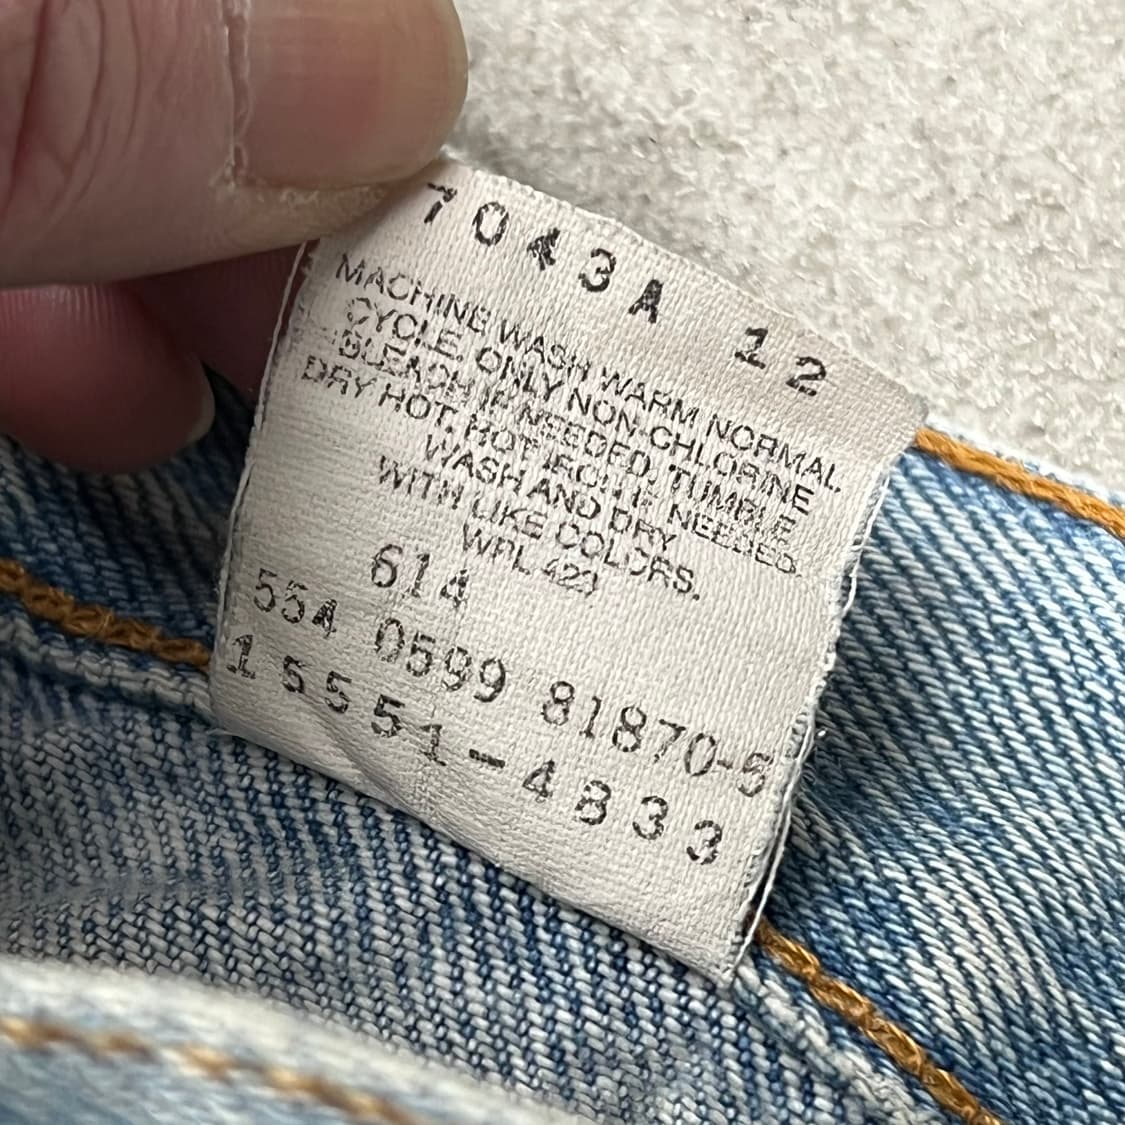 7043A 12
MACHINE WASH WARM NORMAL
CYCLE. ONLY NON-CHLORINE
BLEACH IF NEEDED. TUMBLE
DRY HOT. HOT IRON IF NEEDED.
WASH AND DRY
WITH LIKE COLORS.
WPL 423
614
554 0599 81870-5
15551-4833